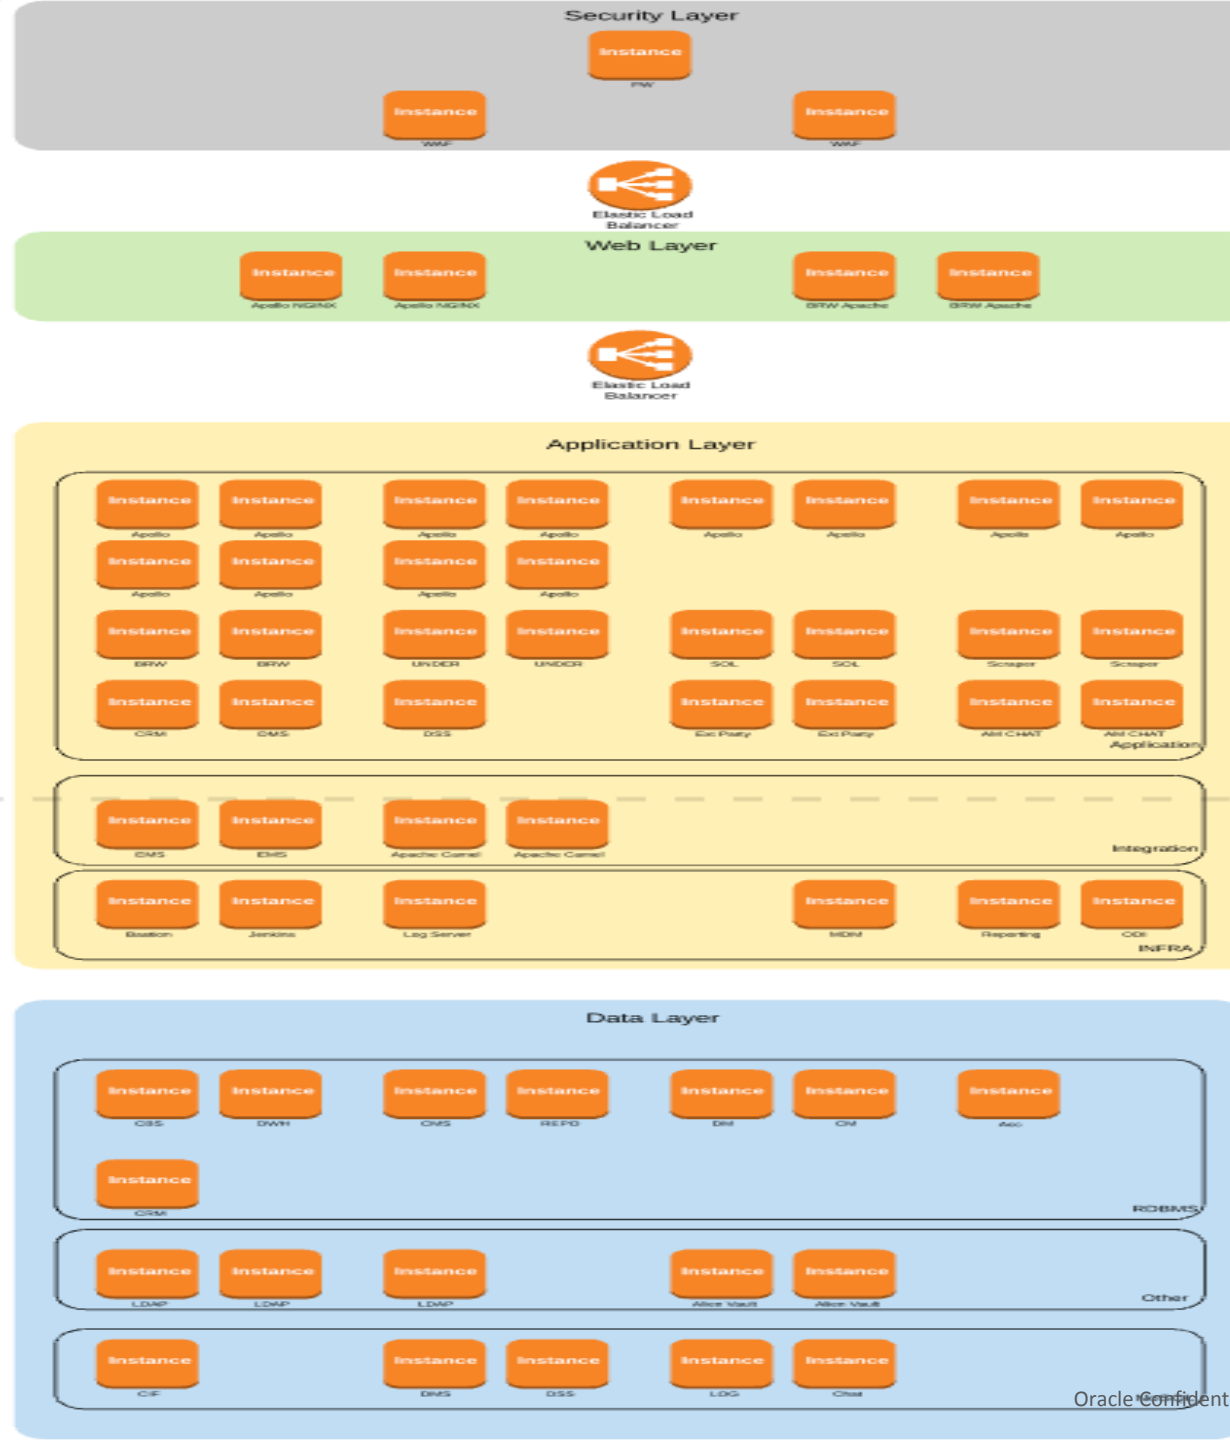 Security Layer
Instance
FW
Instance Instance
WAF WAF
Elastic Load
Balancer
Web Layer
Instance Instance Instance Instance
Apollo NGINX Apollo NGINX BRW Apache BRW Apache
Elastic Load
Balancer
Application Layer
Instance Instance Instance Instance Instance Instance Instance Instance
Apollo Apollo Apollo Apollo Apollo Apollo Apollo Apollo
Instance Instance Instance Instance
Apollo Apollo Apollo Apollo
Instance Instance Instance Instance Instance Instance Instance Instance
BRW BRW UNDER UNDER SOL SOL Scraper Scraper
Instance Instance Instance Instance Instance Instance Instance
CRM DMS DSS Ext Party Ext Party AM CHAT AM CHAT
Application
Instance Instance Instance Instance
EMS EMS Apache Camel Apache Camel
Integration
Instance Instance Instance Instance Instance Instance
Bastion Jenkins Log Server MDM Reporting ODI
INFRA
Data Layer
Instance Instance Instance Instance Instance Instance Instance
CBS DWH CMS REPO DM CM Acc
Instance
CRM
RDBMS
Instance Instance Instance Instance Instance
LDAP LDAP LDAP Alien Vault Alien Vault
Other
Instance Instance Instance Instance Instance
CIF DMS DSS LOG Chat
Oracle Confident